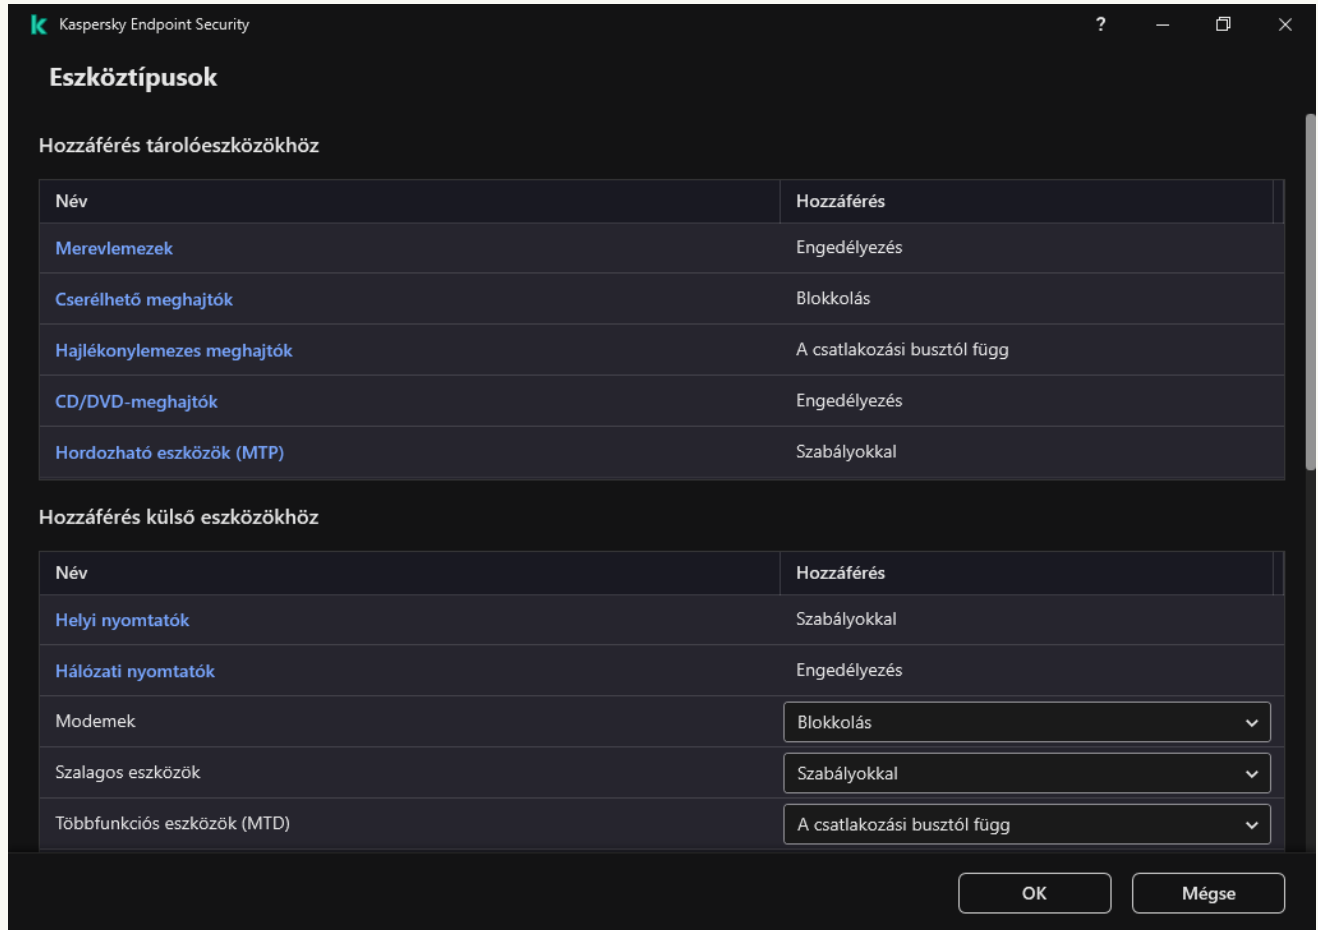 Kaspersky Endpoint Security
?
Eszköztípusok
Hozzáférés tárolóeszközökhöz
Név Hozzáférés
Merevlemezek Engedélyezés
Cserélhető meghajtók Blokkolás
Hajlékonylemezes meghajtók A csatlakozási busztól függ
CD/DVD-meghajtók Engedélyezés
Hordozható eszközök (MTP) Szabályokkal
Hozzáférés külső eszközökhöz
Név Hozzáférés
Helyi nyomtatók Szabályokkal
Hálózati nyomtatók Engedélyezés
Modemek Blokkolás
Szalagos eszközök Szabályokkal
Többfunkciós eszközök (MTD) A csatlakozási busztól függ
OK Mégse